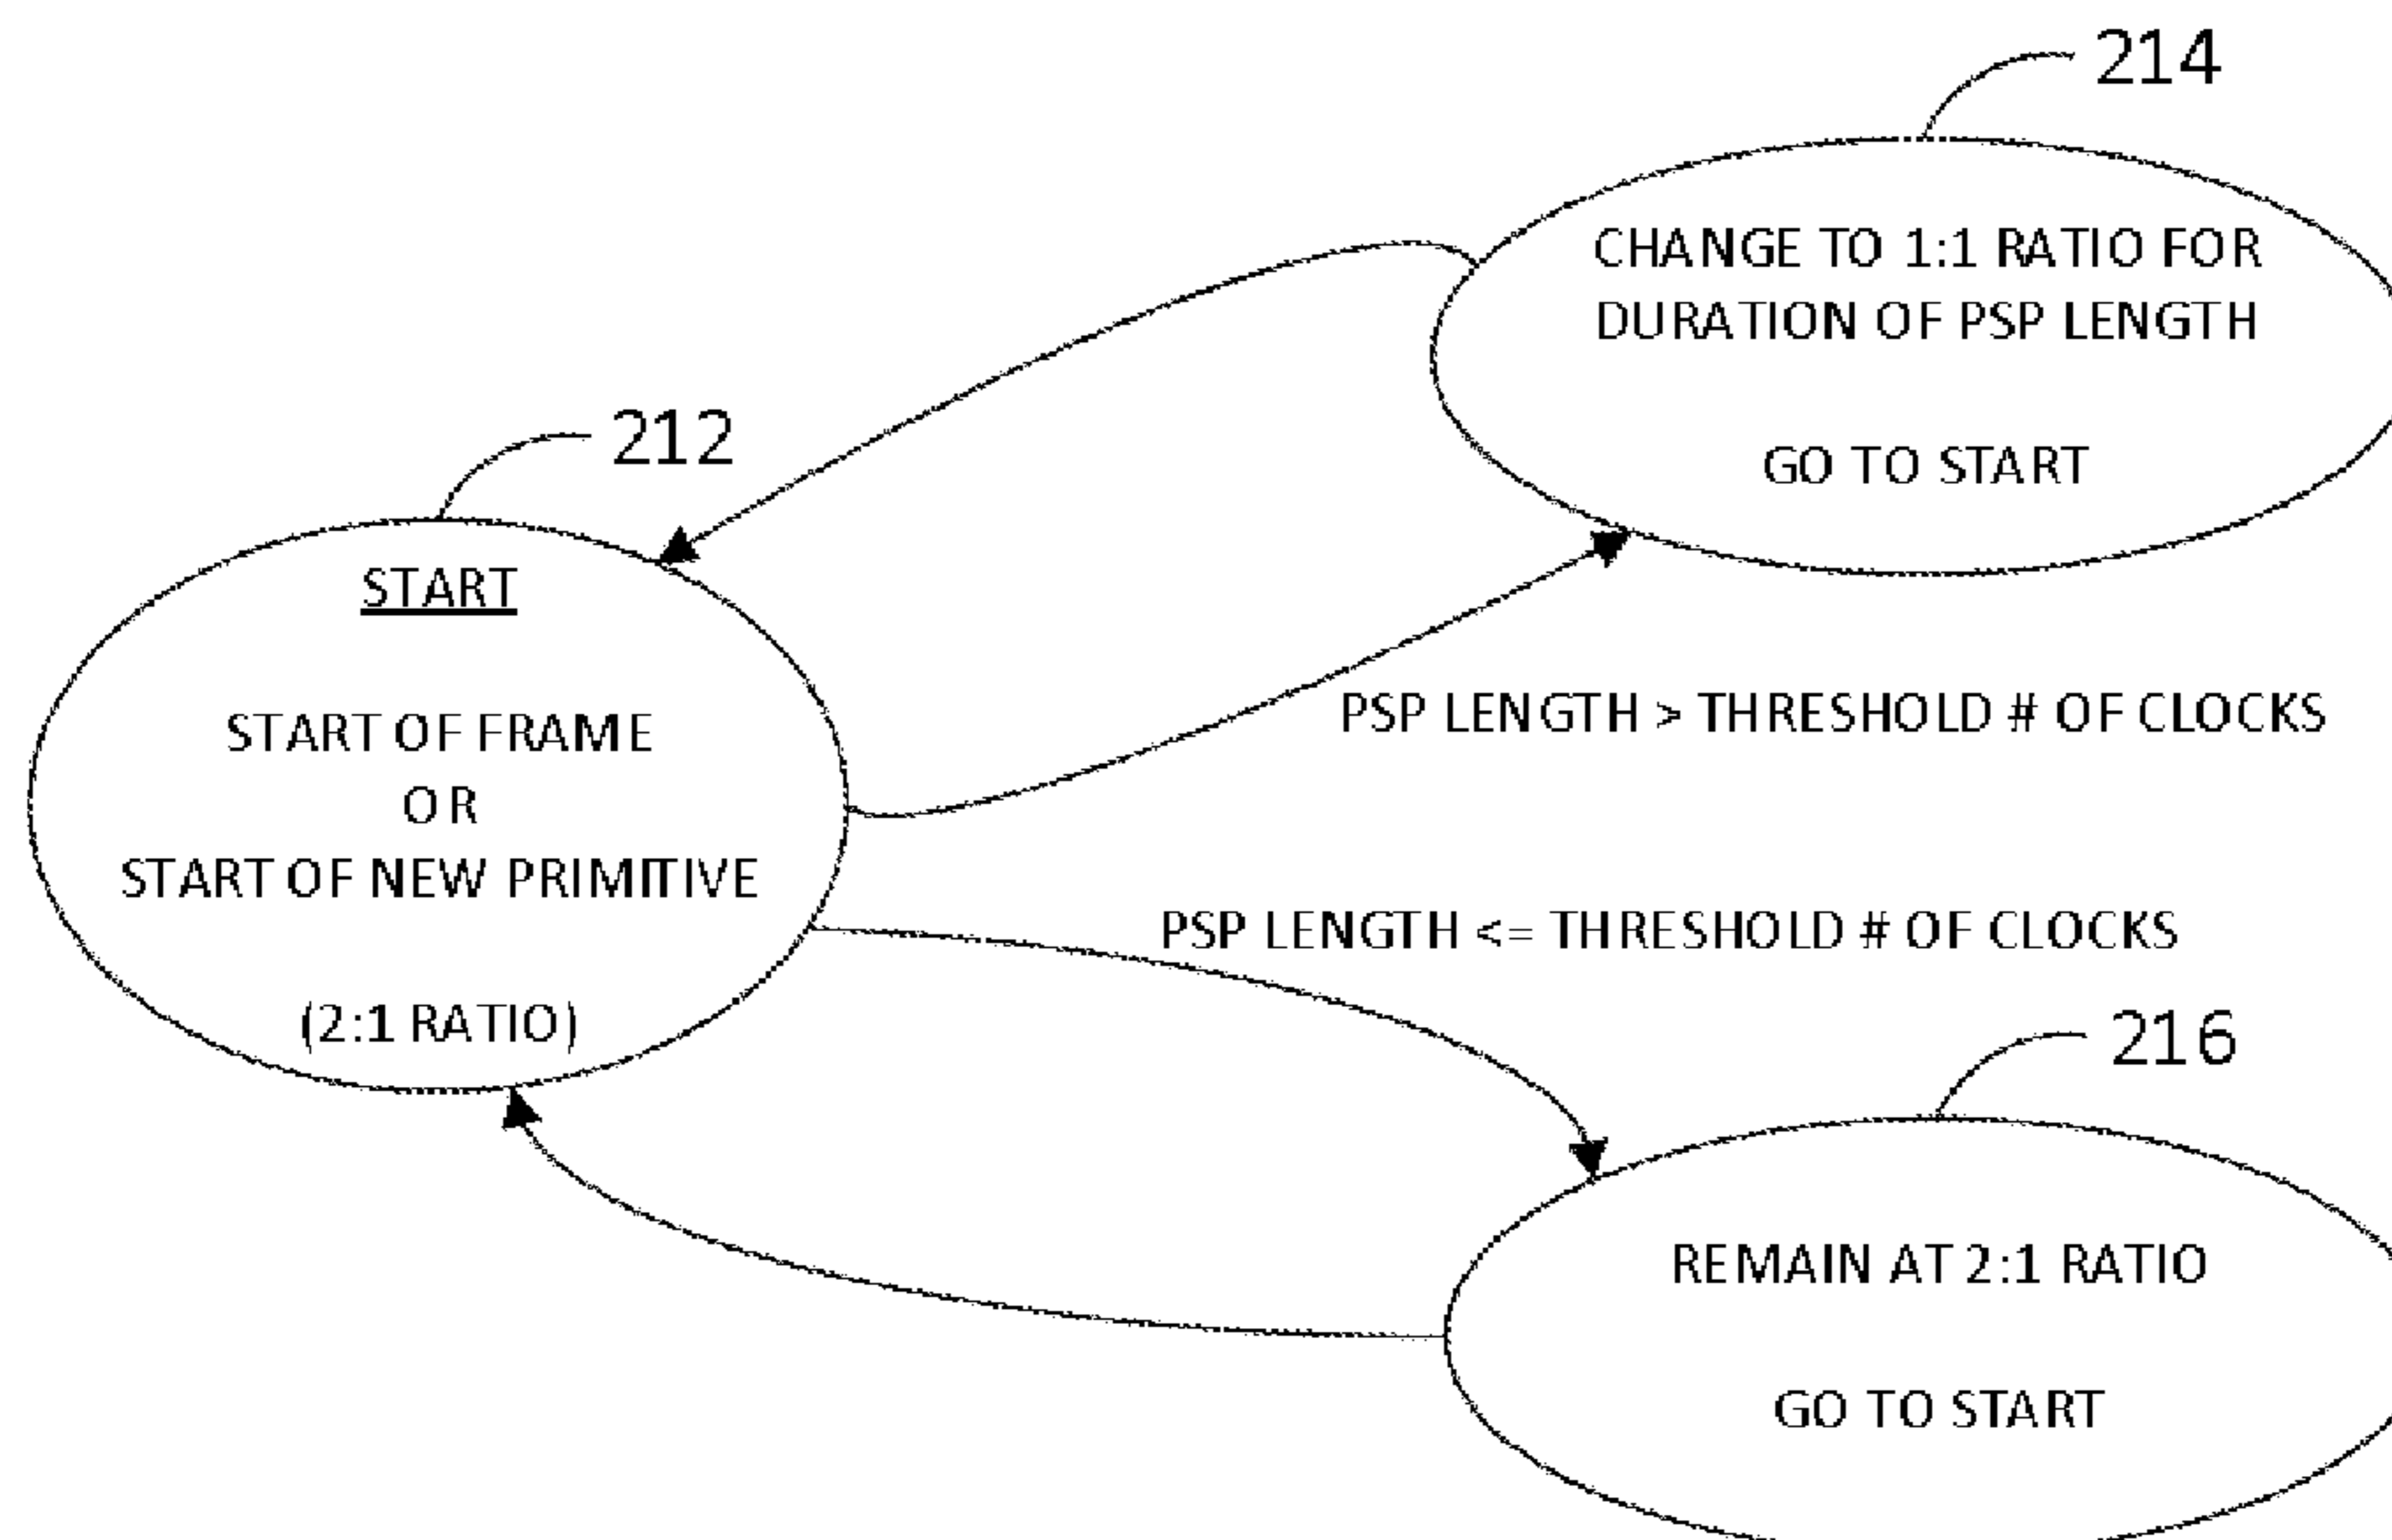 214
CHANGE TO 1:1 RATIO FOR
DURATION OF PSP LENGTH
GO TO START
212
START
START OF FRAME
OR
START OF NEW PRIMITIVE
(2:1 RATIO)
PSP LENGTH > THRESHOLD # OF CLOCKS
PSP LENGTH <= THRESHOLD # OF CLOCKS
216
REMAIN AT 2:1 RATIO
GO TO START